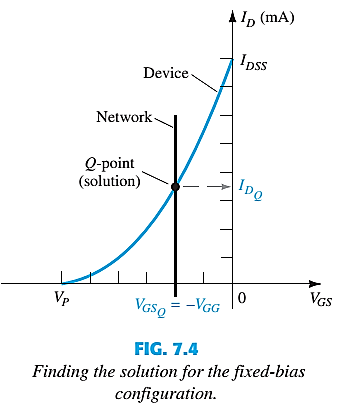 I_D (mA)
I_DSS
Device
Network
Q-point
(solution)
I_DQ
V_P
V_GSQ = –V_GG
0
V_GS
FIG. 7.4
Finding the solution for the fixed-bias
configuration.